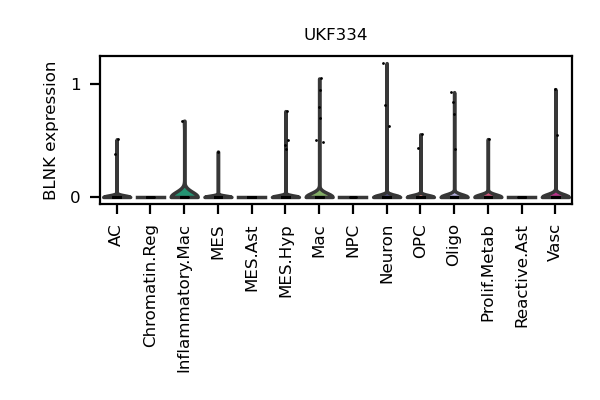 UKF334
BLNK expression
1
0
AC
Chromatin.Reg
Inflammatory.Mac
MES
MES.Ast
MES.Hyp
Mac
NPC
Neuron
OPC
Oligo
Prolif.Metab
Reactive.Ast
Vasc